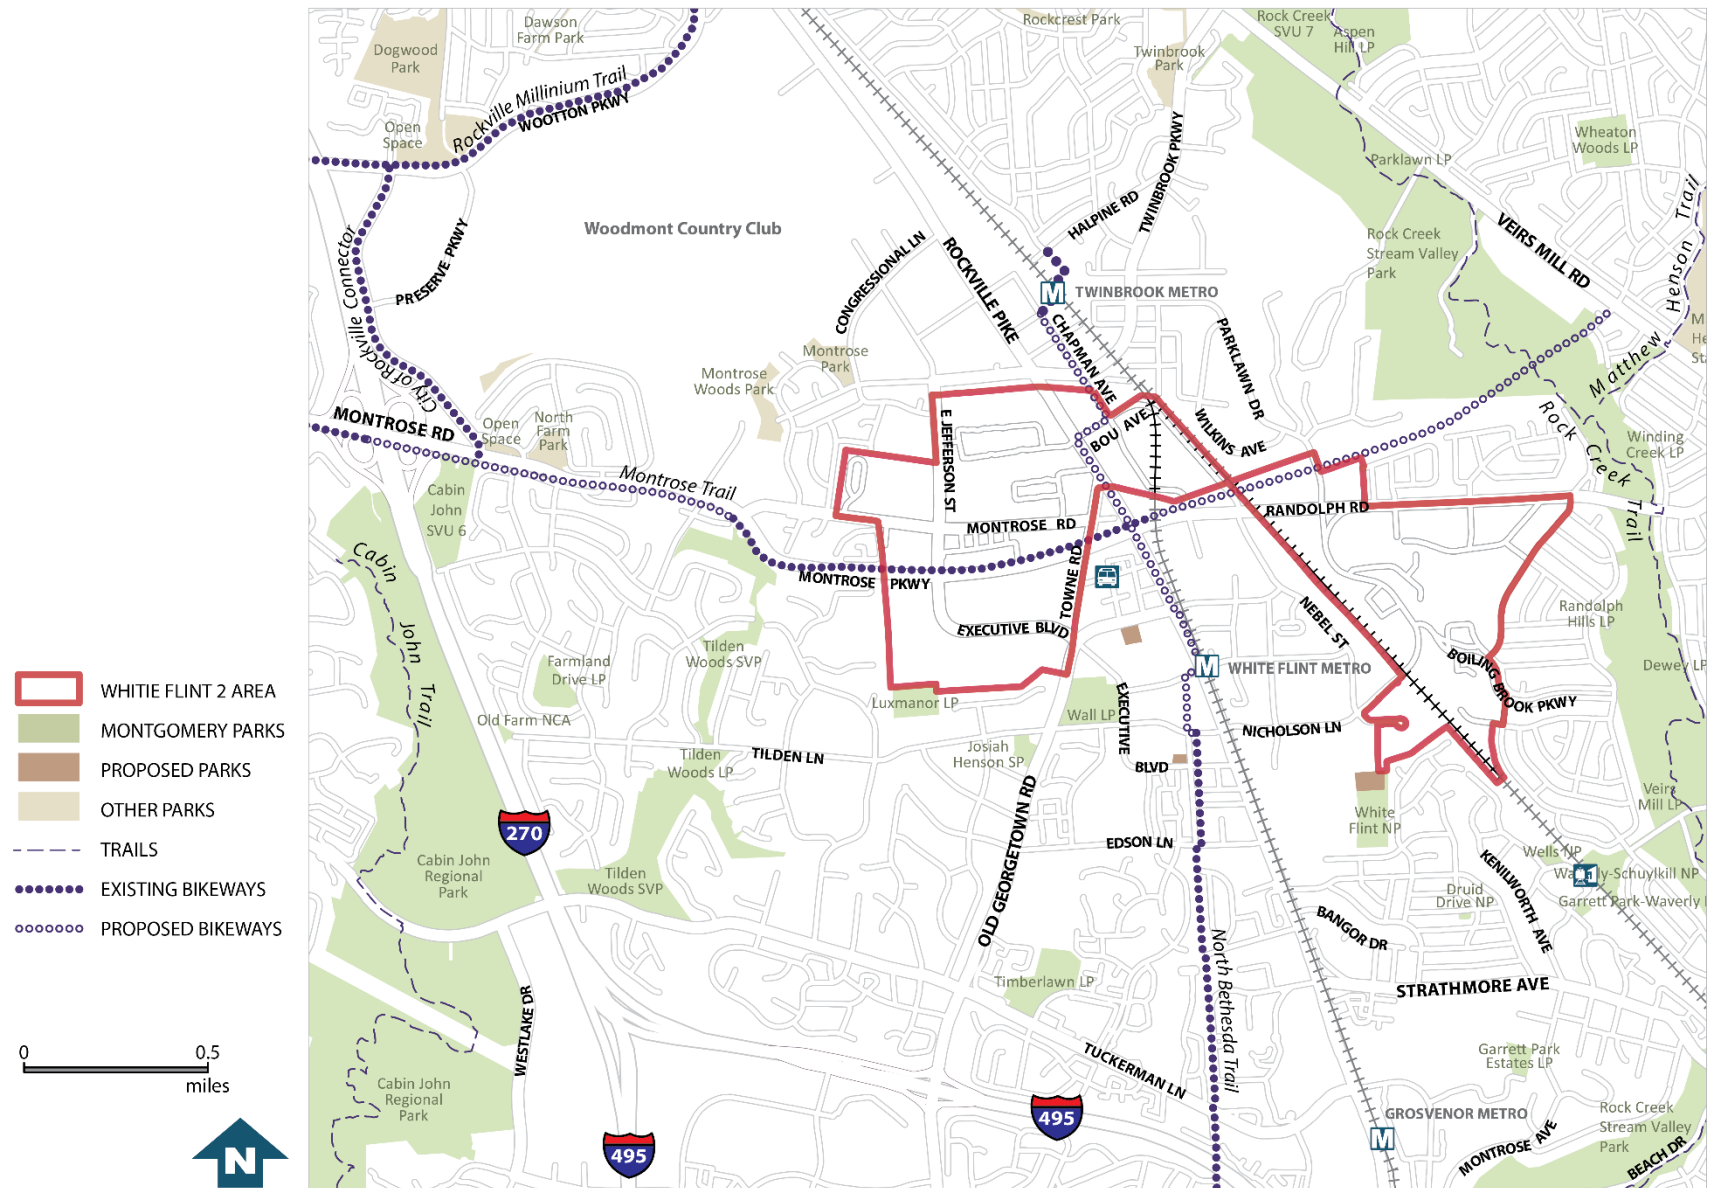 Dawson
Farm Park
Dogwood
Park
Rockcrest Park
Rock Creek
SVU 7
Aspen
Hill LP
Twinbrook
Park
Rockville Millinium Trail
WOOTTON PKWY
Open
Space
Wheaton
Woods LP
Parklawn LP
TWINBROOK PKWY
HALPINE RD
Woodmont Country Club
PRESERVE PKWY
City of Rockville Connector
CONGRESSIONAL LN
ROCKVILLE PIKE
Rock Creek
Stream Valley
Park
VEIRS MILL RD
Matthew Henson Trail
M
He
Sta
M
TWINBROOK METRO
CHAPMAN AVE
PARKLAWN DR
Montrose
Park
Montrose
Woods Park
MONTROSE RD
Open
Space
North
Farm
Park
E JEFFERSON ST
BOU AVE
WILKINS AVE
Rock Creek Trail
Winding
Creek LP
Montrose Trail
Cabin
John
SVU 6
MONTROSE RD
RANDOLPH RD
Cabin John Trail
MONTROSE PKWY
TOWNE RD
EXECUTIVE BLVD
NEBEL ST
Randolph
Hills LP
Tilden
Woods SVP
Farmland
Drive LP
M
WHITE FLINT METRO
BOILING BROOK PKWY
Dewey LP
Luxmanor LP
Wall LP
EXECUTIVE
BLVD
NICHOLSON LN
Old Farm NCA
Tilden
Woods LP
TILDEN LN
Josiah
Henson SP
OLD GEORGETOWN RD
Veirs
Mill LP
White
Flint NP
270
EDSON LN
KENILWORTH AVE
Wells NP
Wa ly-Schuylkill NP
Garrett Park-Waverly
Cabin John
Regional
Park
Tilden
Woods SVP
Druid
Drive NP
BANGOR DR
North Bethesda Trail
Timberlawn LP
STRATHMORE AVE
WESTLAKE DR
TUCKERMAN LN
Garrett Park
Estates LP
Cabin John
Regional
Park
495
495
GROSVENOR METRO
M
MONTROSE AVE
Rock Creek
Stream Valley
Park
BEACH DR
WHITIE FLINT 2 AREA
MONTGOMERY PARKS
PROPOSED PARKS
OTHER PARKS
TRAILS
EXISTING BIKEWAYS
PROPOSED BIKEWAYS
0 0.5
miles
N